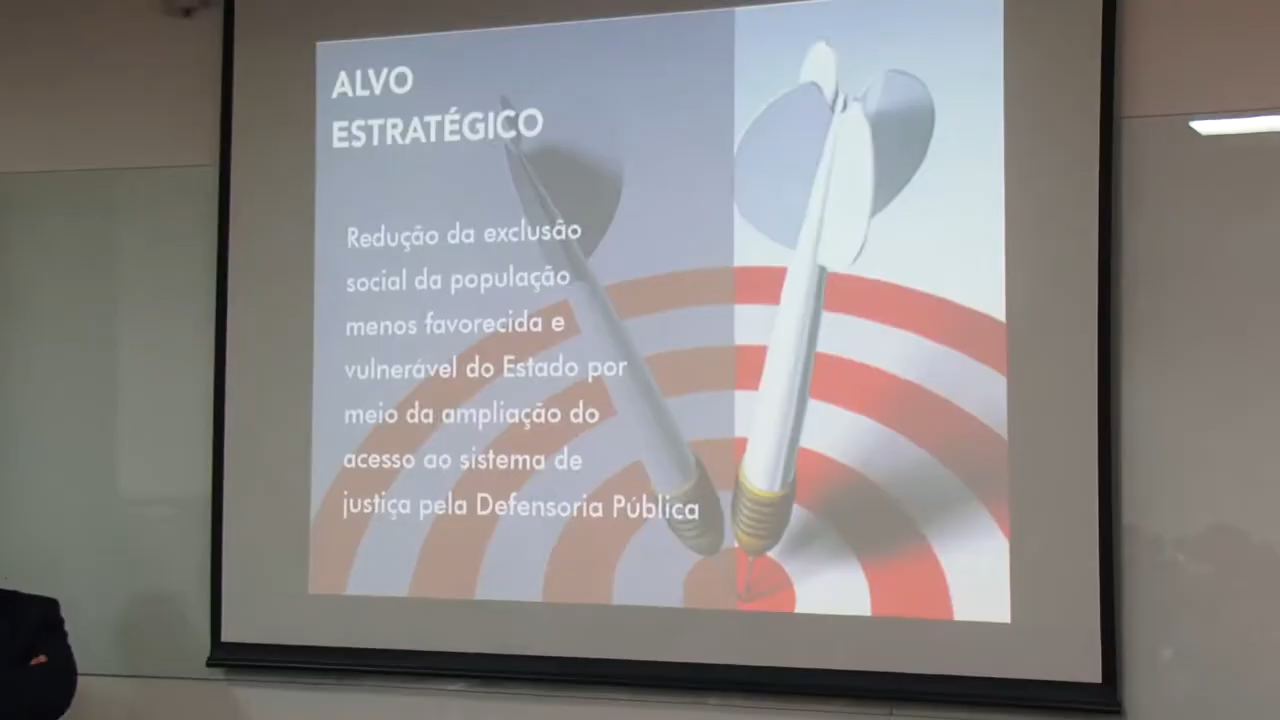 ALVO
ESTRATÉGICO
Redução da exclusão
social da população
menos favorecida e
vulnerável do Estado por
meio da ampliação do
acesso ao sistema de
justiça pela Defensoria Pública